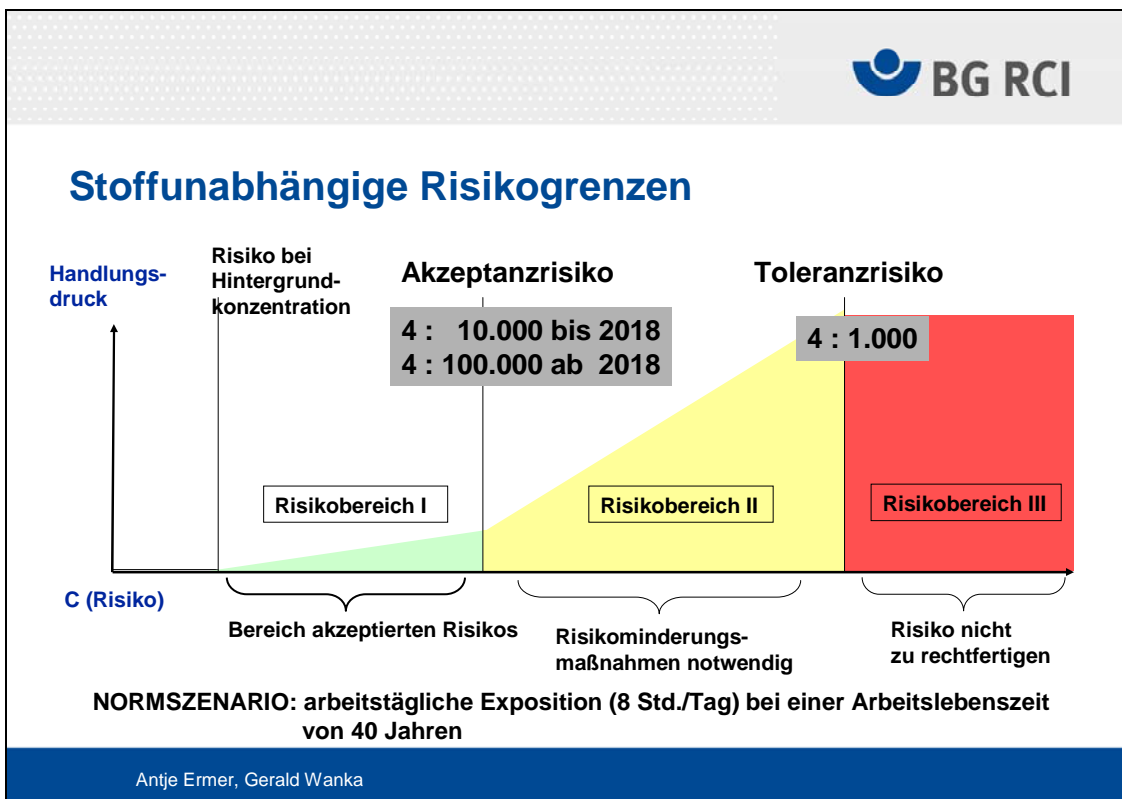 BG RCI
Stoffunabhängige Risikogrenzen
Handlungs-
druck
Risiko bei
Hintergrund-
konzentration
Akzeptanzrisiko
Toleranzrisiko
4 : 10.000 bis 2018
4 : 100.000 ab 2018
4 : 1.000
Risikobereich I
Risikobereich II
Risikobereich III
C (Risiko)
Bereich akzeptierten Risikos
Risikominderungs-
maßnahmen notwendig
Risiko nicht
zu rechtfertigen
NORMSZENARIO: arbeitstägliche Exposition (8 Std./Tag) bei einer Arbeitslebenszeit
von 40 Jahren
Antje Ermer, Gerald Wanka